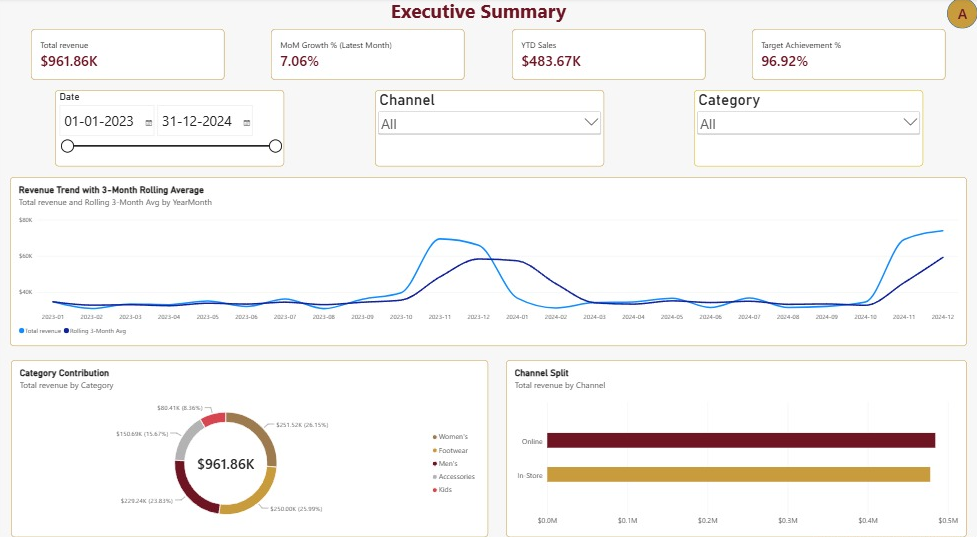 Executive Summary
A
Total revenue
$961.86K
MoM Growth % (Latest Month)
7.06%
YTD Sales
$483.67K
Target Achievement %
96.92%
Date
01-01-2023 31-12-2024
Channel
All
Category
All
Revenue Trend with 3-Month Rolling Average
Total revenue and Rolling 3-Month Avg by YearMonth
$80K
$60K
$40K
2023-01 2023-02 2023-03 2023-04 2023-05 2023-06 2023-07 2023-08 2023-09 2023-10 2023-11 2023-12 2024-01 2024-02 2024-03 2024-04 2024-05 2024-06 2024-07 2024-08 2024-09 2024-10 2024-11 2024-12
Total revenue Rolling 3-Month Avg
Category Contribution
Total revenue by Category
$80.41K (8.36%)
$251.52K (26.15%)
$150.69K (15.67%)
$961.86K
$229.24K (23.83%)
$250.00K (25.99%)
Women's
Footwear
Men's
Accessories
Kids
Channel Split
Total revenue by Channel
Online
In-Store
$0.0M $0.1M $0.2M $0.3M $0.4M $0.5M